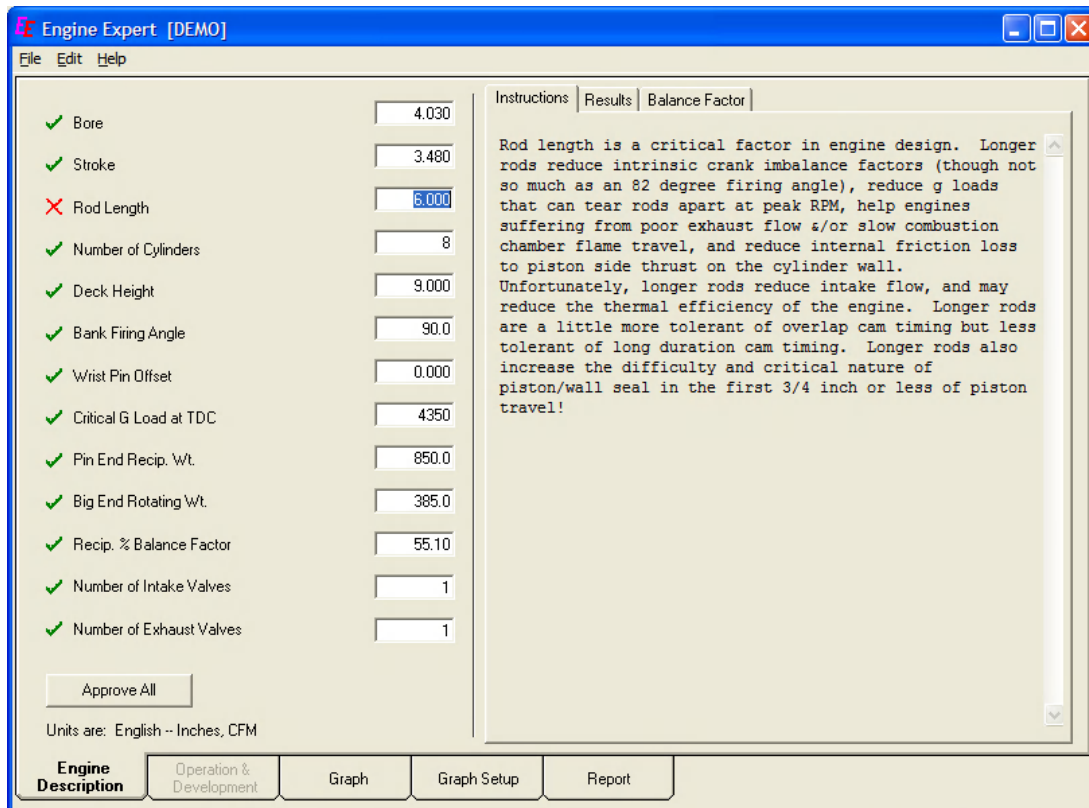 EE Engine Expert [DEMO]
File Edit Help
Bore 4.030
Stroke 3.480
Rod Length 6.000
Number of Cylinders 8
Deck Height 9.000
Bank Firing Angle 90.0
Wrist Pin Offset 0.000
Critical G Load at TDC 4350
Pin End Recip. Wt. 850.0
Big End Rotating Wt. 385.0
Recip. % Balance Factor 55.10
Number of Intake Valves 1
Number of Exhaust Valves 1
Approve All
Units are: English -- Inches, CFM
Instructions Results Balance Factor
Rod length is a critical factor in engine design. Longer
rods reduce intrinsic crank imbalance factors (though not
so much as an 82 degree firing angle), reduce g loads
that can tear rods apart at peak RPM, help engines
suffering from poor exhaust flow &/or slow combustion
chamber flame travel, and reduce internal friction loss
to piston side thrust on the cylinder wall.
Unfortunately, longer rods reduce intake flow, and may
reduce the thermal efficiency of the engine. Longer rods
are a little more tolerant of overlap cam timing but less
tolerant of long duration cam timing. Longer rods also
increase the difficulty and critical nature of
piston/wall seal in the first 3/4 inch or less of piston
travel!
Engine Description
Operation & Development
Graph
Graph Setup
Report